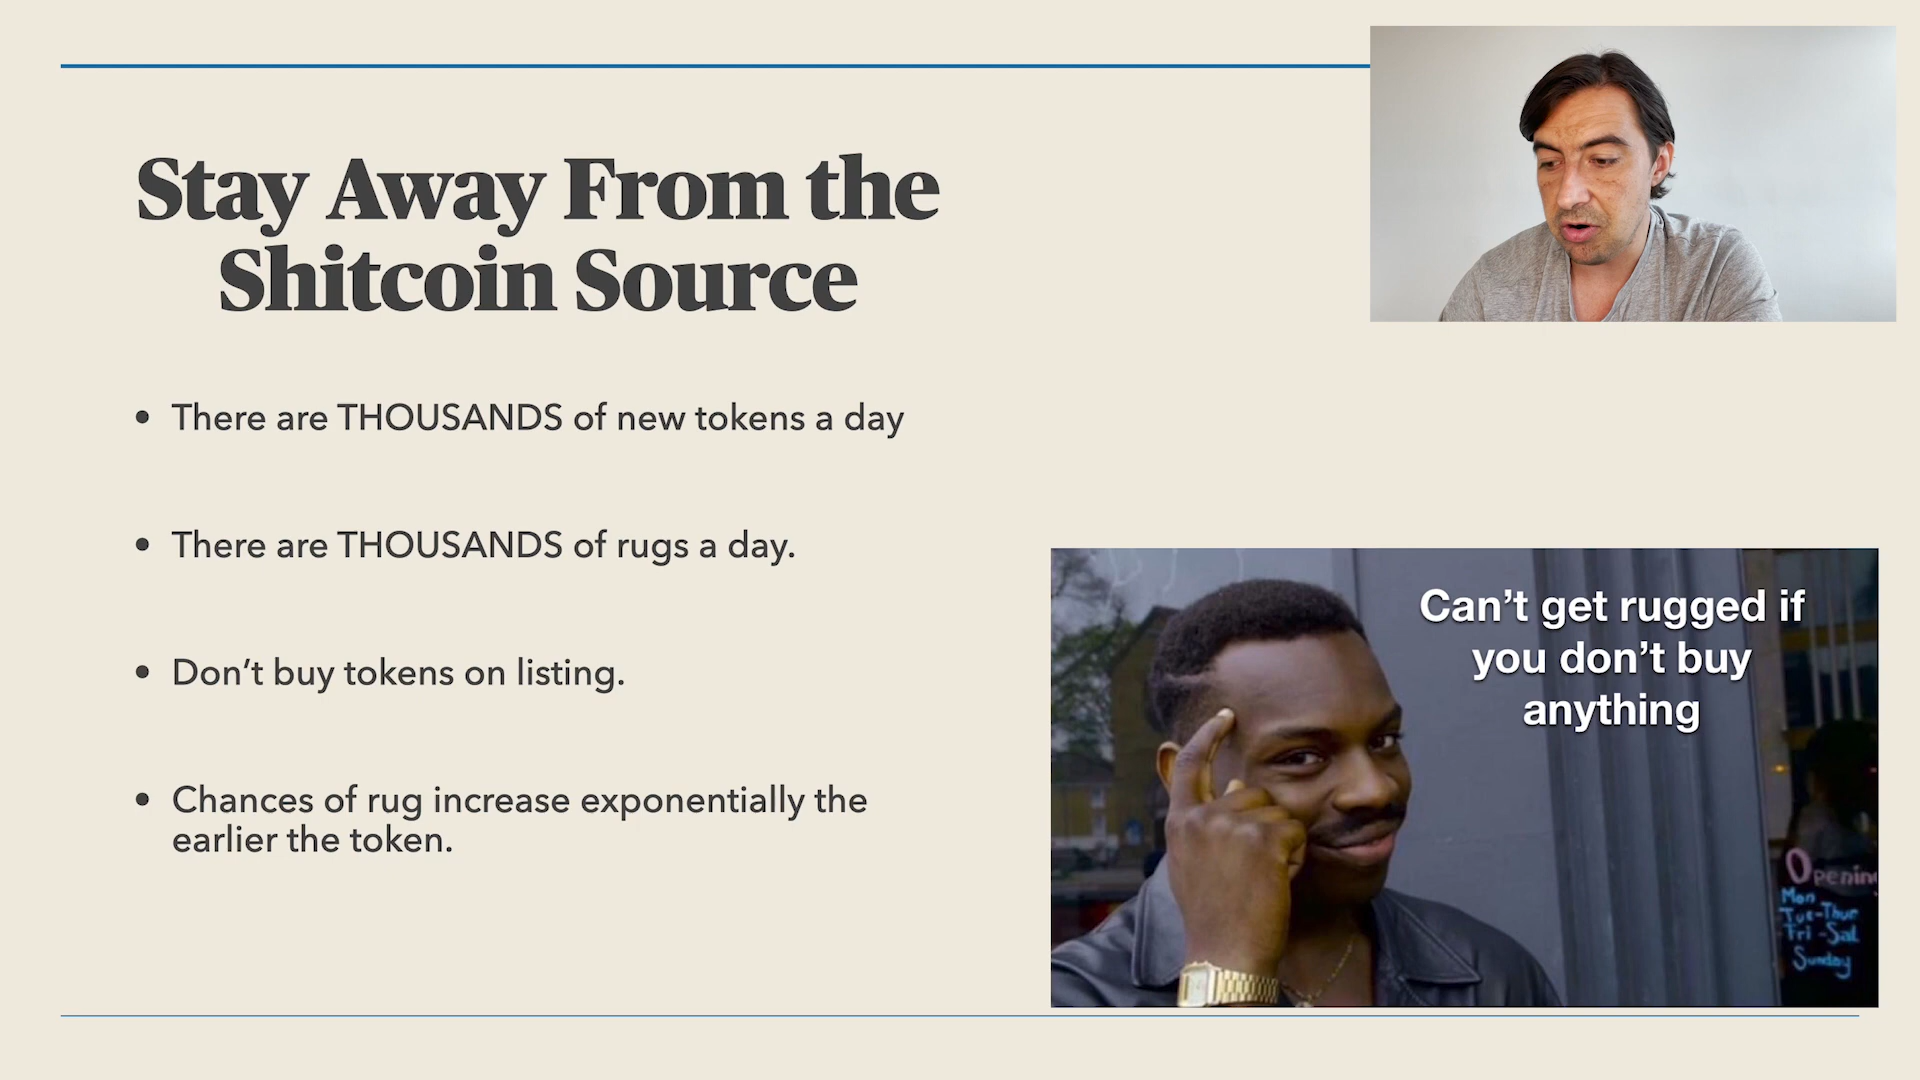 Stay Away From the
Shitcoin Source
• There are THOUSANDS of new tokens a day
• There are THOUSANDS of rugs a day.
• Don’t buy tokens on listing.
• Chances of rug increase exponentially the
earlier the token.
Can’t get rugged if
you don’t buy
anything
Opening
Mon
Tue-Thur
Fri-Sat
Sunday